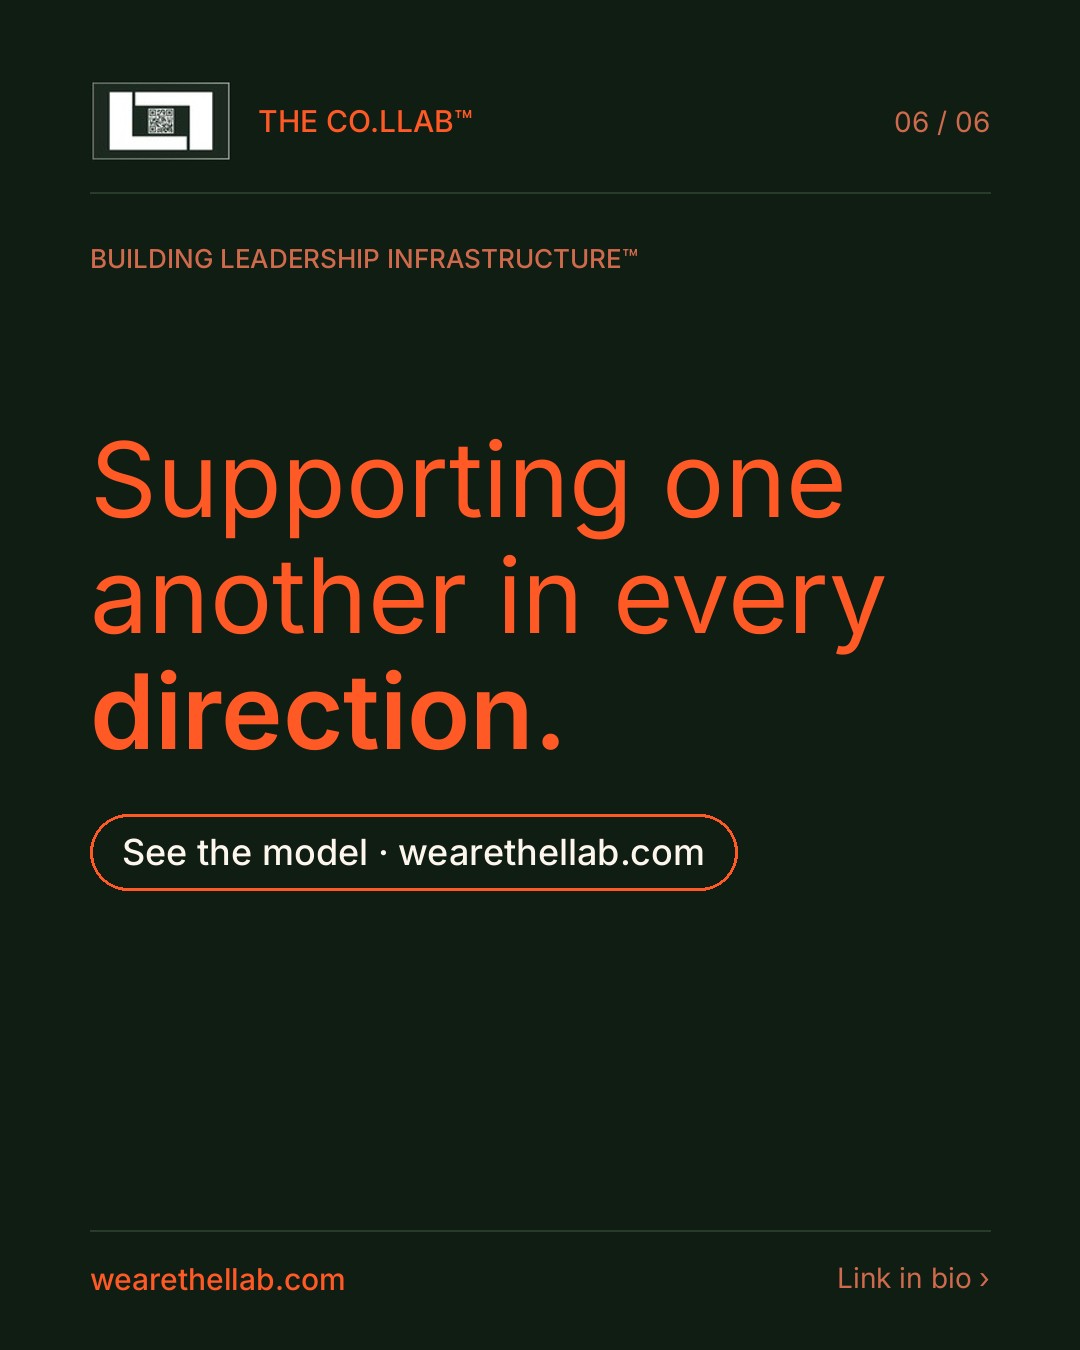 THE CO.LLAB™
06 / 06
BUILDING LEADERSHIP INFRASTRUCTURE™
Supporting one
another in every
direction.
See the model · wearethellab.com
wearethellab.com
Link in bio ›